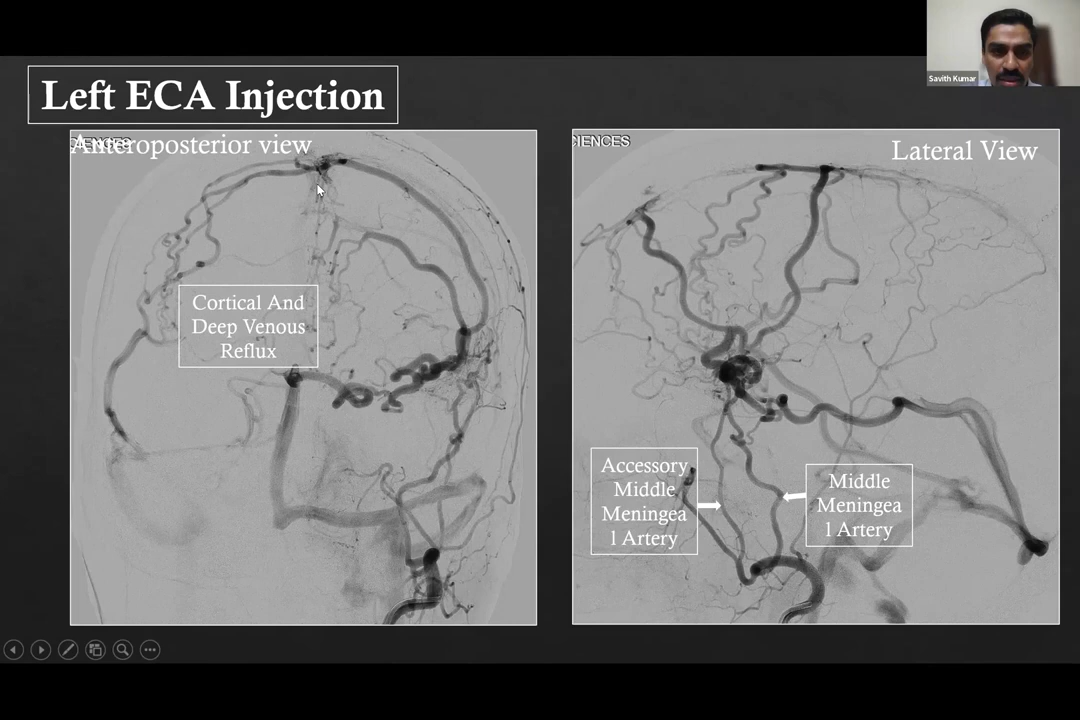 Savith Kumar
Left ECA Injection
CIENCES
Anteroposterior view
CIENCES
Lateral View
Cortical And
Deep Venous
Reflux
Accessory
Middle
Meningea
l Artery
Middle
Meningea
l Artery